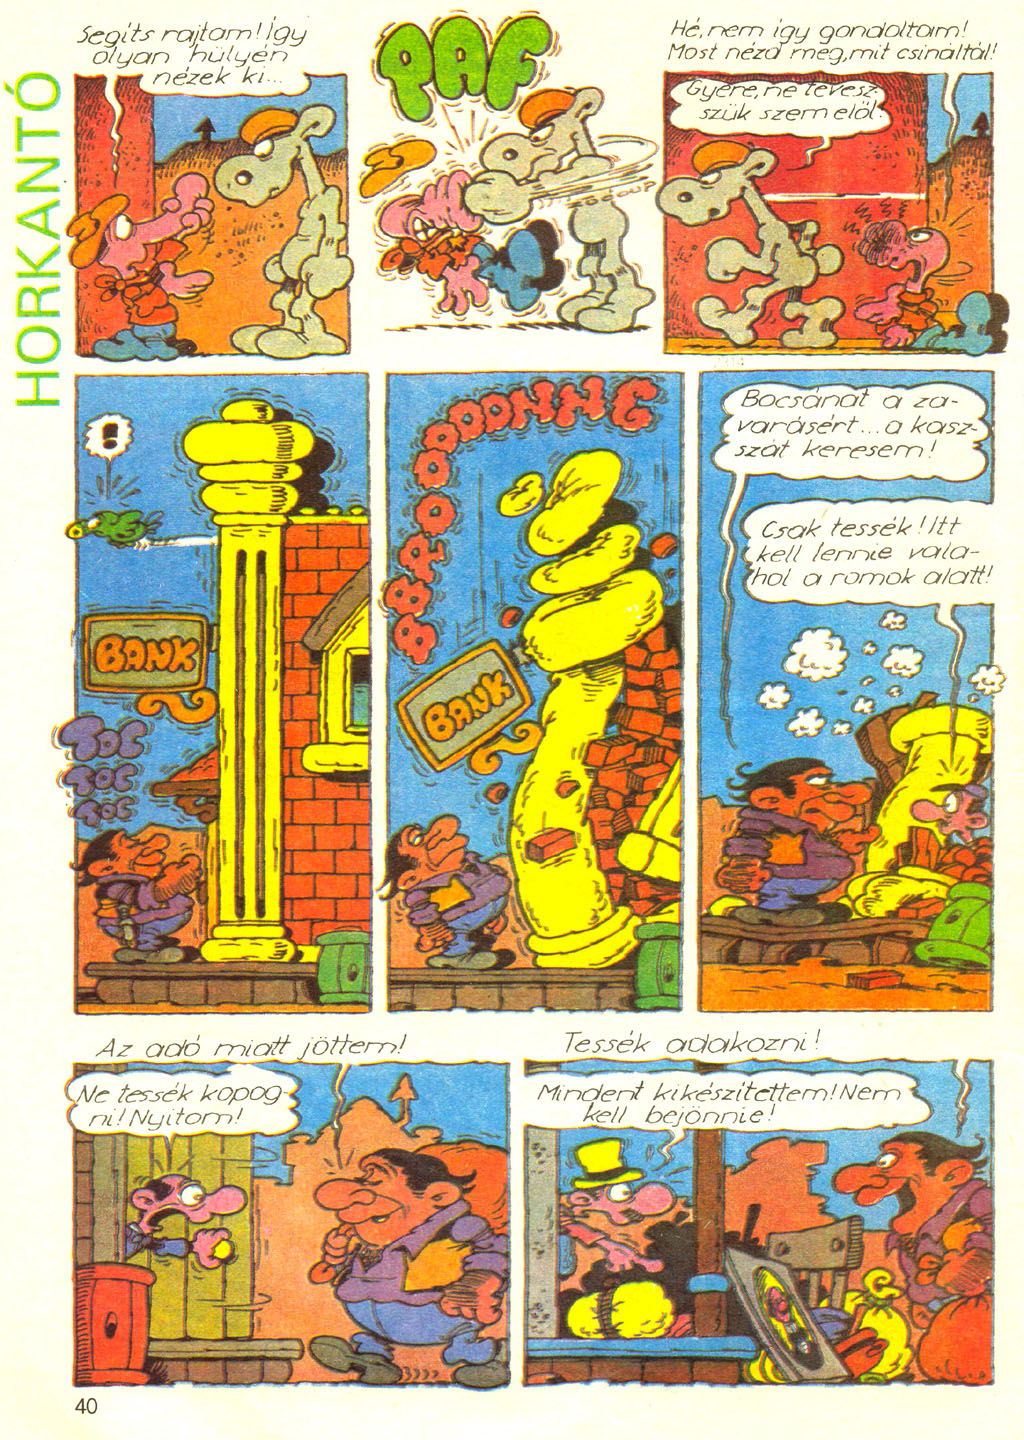 HORKANTÓ
Segíts rajtam! Így
olyan hülyén
nézek ki...
PAF
ZOCOUP
Hé, nem így gondoltam!
Most nézd meg, mit csináltál!
Gyere, ne tévesz-
szük szem elöl.
!
BANK
TOC
TOC
TOC
BBROOOODONNG
BANK
Bocsánat a za-
varásért...a kasz-
szát keresem!
Csak tessék! Itt
kell lennie vala-
hol a romok alatt!
Az adó miatt jöttem!
Ne tessék kopog-
ni! Nyitom!
Tessék adakozni!
Mindent kikészítettem! Nem
kell bejönnie!
40